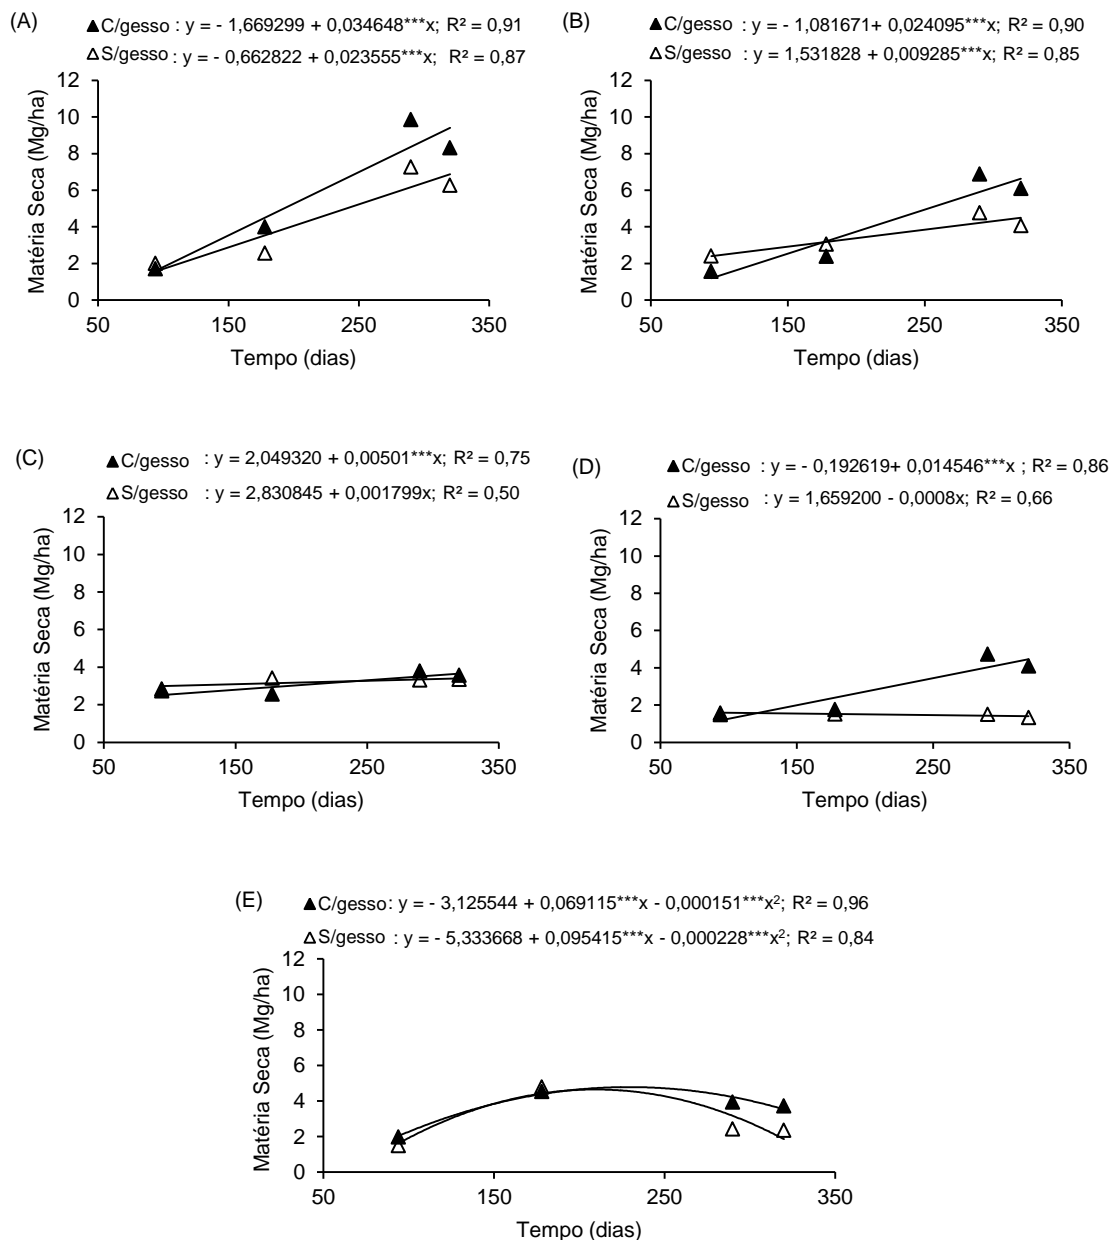 (A)
▲C/gesso : y = - 1,669299 + 0,034648***x; R² = 0,91
△S/gesso : y = - 0,662822 + 0,023555***x; R² = 0,87
12
10
8
6
4
2
0
50 150 250 350
Matéria Seca (Mg/ha)
Tempo (dias)
(B)
▲C/gesso : y = - 1,081671+ 0,024095***x; R² = 0,90
△S/gesso : y = 1,531828 + 0,009285***x; R² = 0,85
12
10
8
6
4
2
0
50 150 250 350
Matéria Seca (Mg/ha)
Tempo (dias)
(C)
▲C/gesso : y = 2,049320 + 0,00501***x; R² = 0,75
△S/gesso : y = 2,830845 + 0,001799x; R² = 0,50
12
10
8
6
4
2
0
50 150 250 350
Matéria Seca (Mg/ha)
Tempo (dias)
(D)
▲C/gesso : y = - 0,192619+ 0,014546***x ; R² = 0,86
△S/gesso : y = 1,659200 - 0,0008x; R² = 0,66
12
10
8
6
4
2
0
50 150 250 350
Matéria Seca (Mg/ha)
Tempo (dias)
(E)
▲C/gesso: y = - 3,125544 + 0,069115***x - 0,000151***x²; R² = 0,96
△S/gesso : y = - 5,333668 + 0,095415***x - 0,000228***x²; R² = 0,84
12
10
8
6
4
2
0
50 150 250 350
Matéria Seca (Mg/ha)
Tempo (dias)